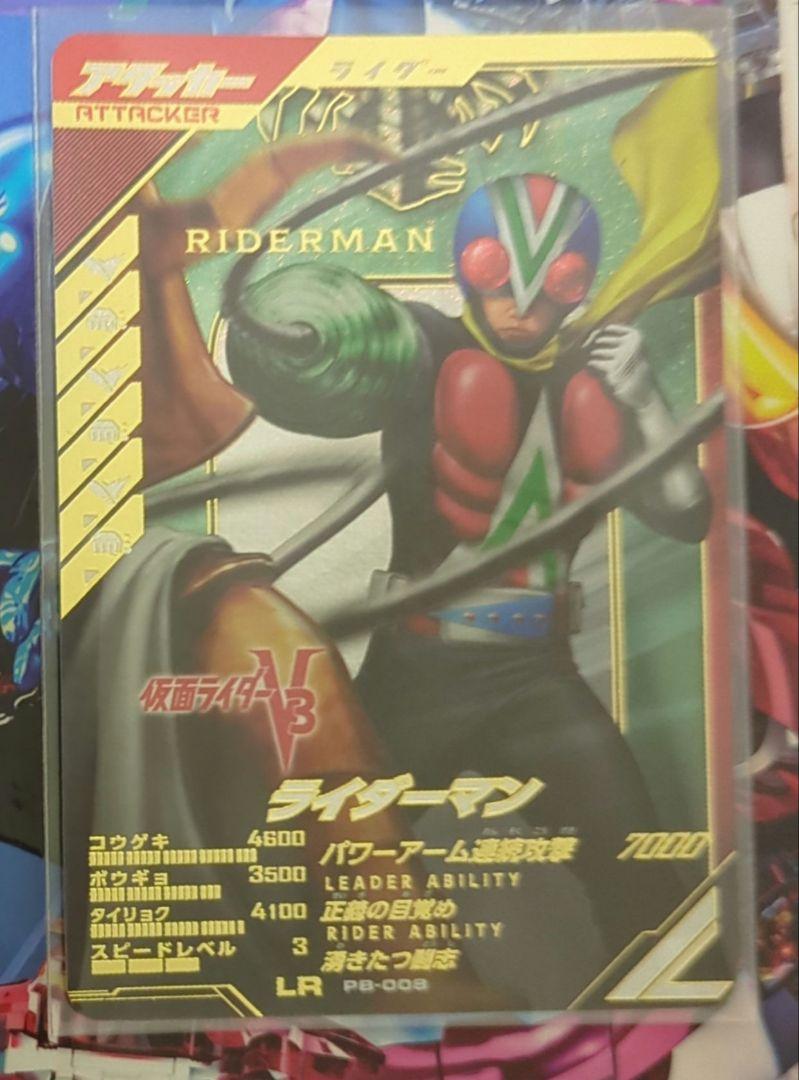 アタッカー
ATTACKER
ライダー
RIDERMAN
仮面ライダーV3
ライダーマン
コウゲキ 4600
ボウギョ 3500
タイリョク 4100
スピードレベル 3
パワーアーム連続攻撃 7000
LEADER ABILITY
正義の目覚め
RIDER ABILITY
湧きたつ闘志
LR PB-008